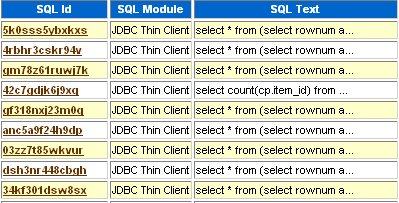 SQL Id SQL Module SQL Text
5k0sss5ybxkxs JDBC Thin Client select * from (select rownum a...
4rbhr3cskr94v JDBC Thin Client select * from (select rownum a...
gm78z61ruwj7k JDBC Thin Client select * from (select rownum a...
42c7gdjk6j9xq JDBC Thin Client select count(cp.item_id) from ...
gf318nxj23m0q JDBC Thin Client select * from (select rownum a...
anc5a9f24h9dp JDBC Thin Client select * from (select rownum a...
03zz7t85wkvur JDBC Thin Client select * from (select rownum a...
dsh3nr448cbgh JDBC Thin Client select * from (select rownum a...
34kf301dsw8sx JDBC Thin Client select * from (select rownum a...